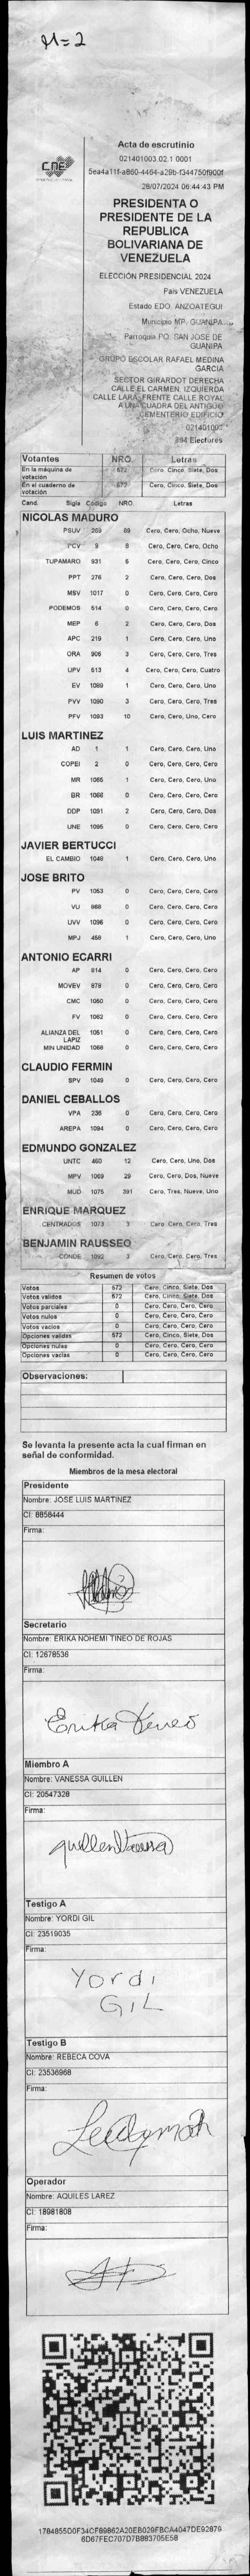 M=2
CNE
Acta de escrutinio
021401003.02.1.0001
28/07/2024 06:44:43 PM
PRESIDENTA O
PRESIDENTE DE LA
REPUBLICA
BOLIVARIANA DE
VENEZUELA
ELECCIÓN PRESIDENCIAL 2024
País VENEZUELA
Estado EDO. ANZOATEGUI
Municipio MP. GUANIPA
Parroquia PQ. SAN JOSE DE
GUANIPA
GRUPO ESCOLAR RAFAEL MEDINA
GARCIA
SECTOR GIRARDOT DERECHA
CALLE EL CARMEN. IZQUIERDA
CALLE LARA. FRENTE CALLE ROYAL
A UNA CUADRA DEL ANTIGUO
CEMENTERIO EDIFICIO
021401003
Electores
Votantes NRO. Letras
En la máquina de votación 572 Cero, Cinco, Siete, Dos
En el cuaderno de votación 572 Cero, Cinco, Siete, Dos
Cand. Sigla Código NRO. Letras
NICOLAS MADURO
PSUV 269 89 Cero, Cero, Ocho, Nueve
PCV 9 8 Cero, Cero, Cero, Ocho
TUPAMARO 931 5 Cero, Cero, Cero, Cinco
PPT 276 2 Cero, Cero, Cero, Dos
MSV 1017 0 Cero, Cero, Cero, Cero
PODEMOS 514 0 Cero, Cero, Cero, Cero
MEP 6 2 Cero, Cero, Cero, Dos
APC 219 1 Cero, Cero, Cero, Uno
ORA 906 3 Cero, Cero, Cero, Tres
UPV 513 4 Cero, Cero, Cero, Cuatro
EV 1089 1 Cero, Cero, Cero, Uno
PVV 1090 3 Cero, Cero, Cero, Tres
PFV 1093 10 Cero, Cero, Uno, Cero
LUIS MARTINEZ
AD 1 1 Cero, Cero, Cero, Uno
COPEI 2 0 Cero, Cero, Cero, Cero
MR 1065 1 Cero, Cero, Cero, Uno
BR 1066 0 Cero, Cero, Cero, Cero
DDP 1091 2 Cero, Cero, Cero, Dos
UNE 1095 0 Cero, Cero, Cero, Cero
JAVIER BERTUCCI
EL CAMBIO 1048 1 Cero, Cero, Cero, Uno
JOSE BRITO
PV 1053 0 Cero, Cero, Cero, Cero
VU 868 0 Cero, Cero, Cero, Cero
UVV 1096 0 Cero, Cero, Cero, Cero
MPJ 458 1 Cero, Cero, Cero, Uno
ANTONIO ECARRI
AP 814 0 Cero, Cero, Cero, Cero
MOVEV 878 0 Cero, Cero, Cero, Cero
CMC 1050 0 Cero, Cero, Cero, Cero
FV 1062 0 Cero, Cero, Cero, Cero
ALIANZA DEL LAPIZ 1051 0 Cero, Cero, Cero, Cero
MIN UNIDAD 1068 0 Cero, Cero, Cero, Cero
CLAUDIO FERMIN
SPV 1049 0 Cero, Cero, Cero, Cero
DANIEL CEBALLOS
VPA 236 0 Cero, Cero, Cero, Cero
AREPA 1094 0 Cero, Cero, Cero, Cero
EDMUNDO GONZALEZ
UNTC 460 12 Cero, Cero, Uno, Dos
MPV 1069 29 Cero, Cero, Dos, Nueve
MUD 1075 391 Cero, Tres, Nueve, Uno
ENRIQUE MARQUEZ
CENTRADOS 1073 3 Cero, Cero, Cero, Tres
BENJAMIN RAUSSEO
CONDE 1092 3 Cero, Cero, Cero, Tres
Resumen de votos
Votos 572 Cero, Cinco, Siete, Dos
Votos validos 572 Cero, Cinco, Siete, Dos
Votos parciales 0 Cero, Cero, Cero, Cero
Votos nulos 0 Cero, Cero, Cero, Cero
Votos vacios 0 Cero, Cero, Cero, Cero
Opciones validas 572 Cero, Cinco, Siete, Dos
Opciones nulas 0 Cero, Cero, Cero, Cero
Opciones vacias 0 Cero, Cero, Cero, Cero
Observaciones:
Se levanta la presente acta la cual firman en
señal de conformidad.
Miembros de la mesa electoral
Presidente
Nombre: JOSE LUIS MARTINEZ
CI: 8856444
Firma:
Secretario
Nombre: ERIKA NOHEMI TINEO DE ROJAS
CI: 12678536
Firma:
Erika Tineo
Miembro A
Nombre: VANESSA GUILLEN
CI: 20547328
Firma:
Testigo A
Nombre: YORDI GIL
CI: 23519035
Firma:
Yordi
GIL
Testigo B
Nombre: REBECA COVA
CI: 23536968
Firma:
Operador
Nombre: AQUILES LAREZ
CI: 18981808
Firma:
1784855D0F34CF89862A20EB029FBCA4047DE92879
6D67FEC707D7B883705E58